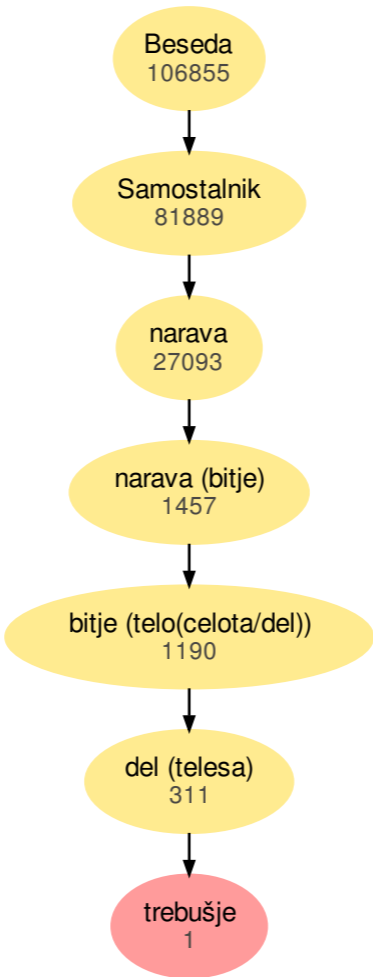 Beseda
106855
Samostalnik
81889
narava
27093
narava (bitje)
1457
bitje (telo(celota/del))
1190
del (telesa)
311
trebušje
1